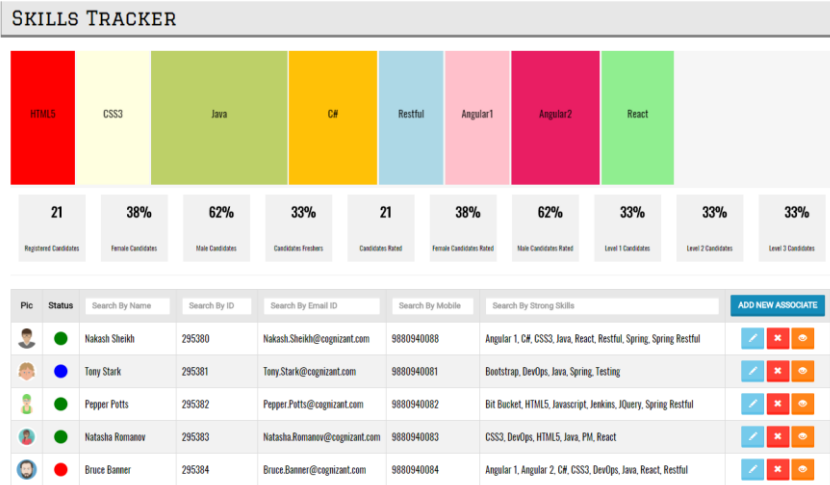 Skills Tracker
HTML5 CSS3 Java C# Restful Angular1 Angular2 React
21 38% 62% 33% 21 38% 62% 33% 33% 33%
Registered Candidates Female Candidates Male Candidates Candidates Freshers Candidates Rated Female Candidates Rated Male Candidates Rated Level 1 Candidates Level 2 Candidates Level 3 Candidates
Pic Status Search By Name Search By ID Search By Email ID Search By Mobile Search By Strong Skills ADD NEW ASSOCIATE
Nakash Sheikh 295380 Nakash.Sheikh@cognizant.com 9880940088 Angular 1, C#, CSS3, Java, React, Restful, Spring, Spring Restful
Tony Stark 295381 Tony.Stark@cognizant.com 9880940081 Bootstrap, DevOps, Java, Spring, Testing
Pepper Potts 295382 Pepper.Potts@cognizant.com 9880940082 Bit Bucket, HTML5, Javascript, Jenkins, JQuery, Spring Restful
Natasha Romanov 295383 Natasha.Romanov@cognizant.com 9880940083 CSS3, DevOps, HTML5, Java, PM, React
Bruce Banner 295384 Bruce.Banner@cognizant.com 9880940084 Angular 1, Angular 2, C#, CSS3, DevOps, Java, React, Restful